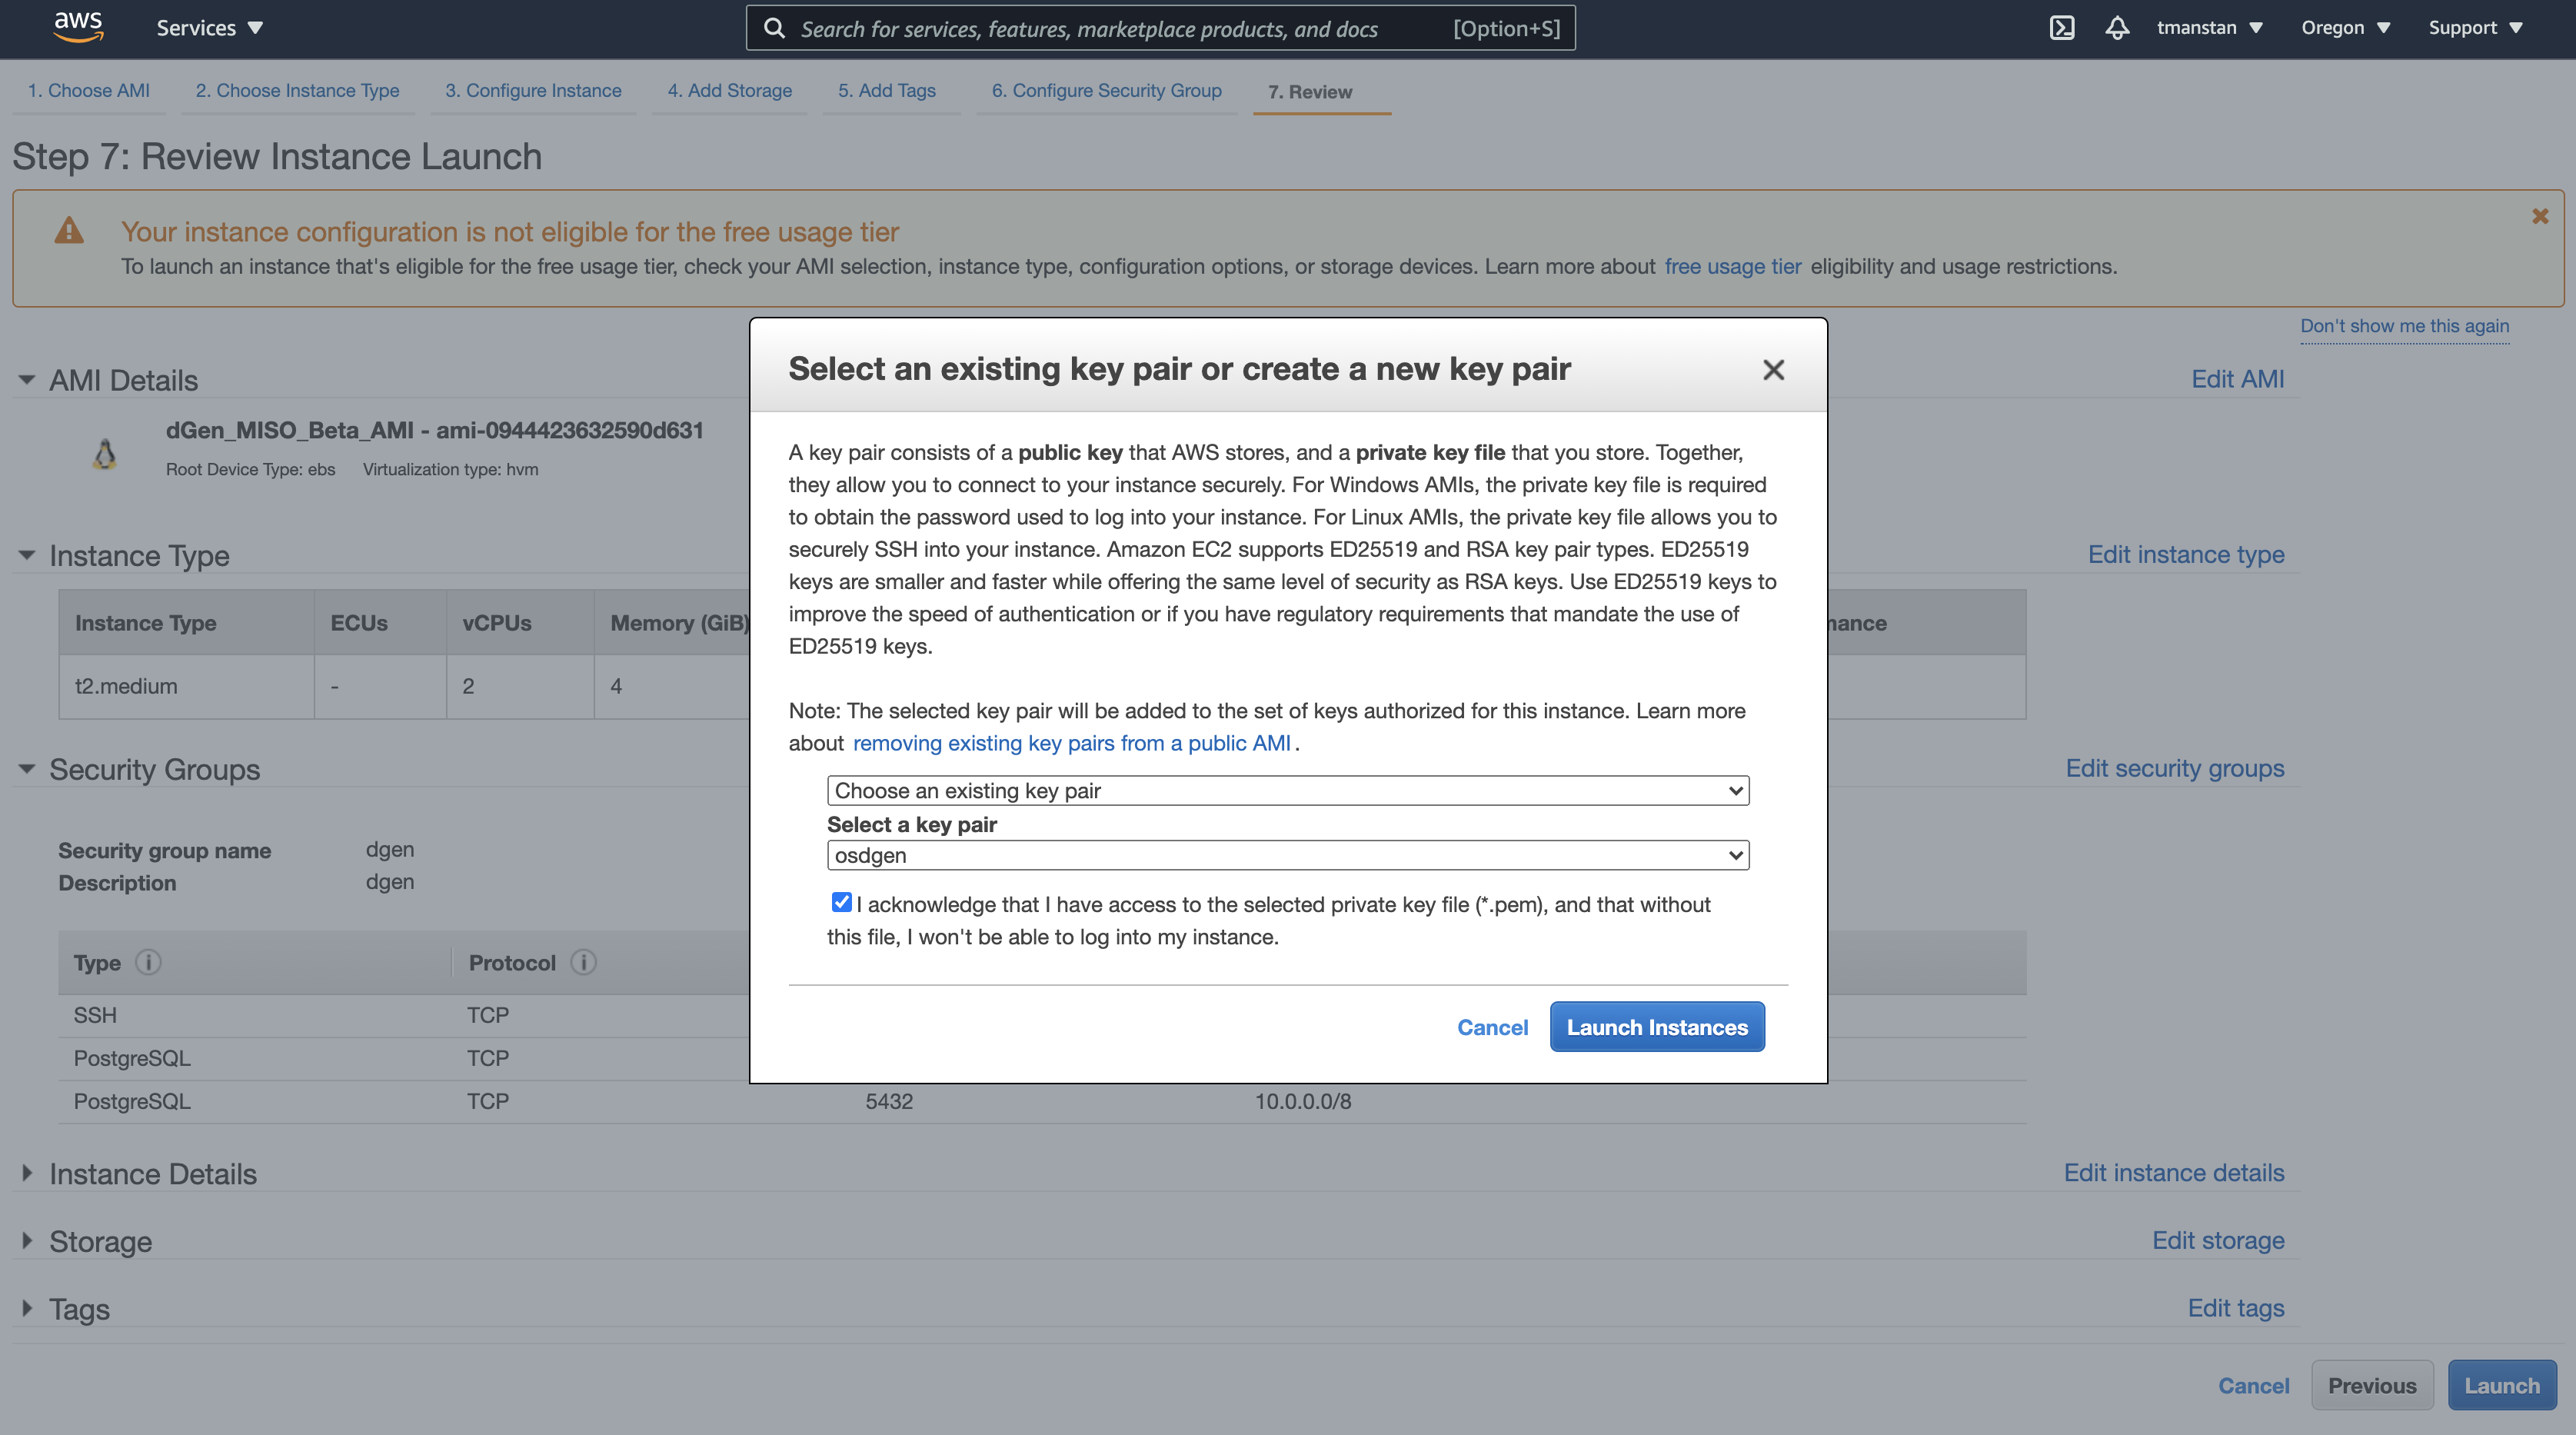 aws
Services
Search for services, features, marketplace products, and docs
[Option+S]
tmanstan
Oregon
Support
1. Choose AMI
2. Choose Instance Type
3. Configure Instance
4. Add Storage
5. Add Tags
6. Configure Security Group
7. Review
Step 7: Review Instance Launch
Your instance configuration is not eligible for the free usage tier
To launch an instance that's eligible for the free usage tier, check your AMI selection, instance type, configuration options, or storage devices. Learn more about free usage tier eligibility and usage restrictions.
Don't show me this again
AMI Details
Edit AMI
dGen_MISO_Beta_AMI - ami-0944423632590d631
Root Device Type: ebs Virtualization type: hvm
Instance Type
Edit instance type
Instance Type ECUs vCPUs Memory (GiB)
t2.medium - 2 4
Security Groups
Edit security groups
Security group name dgen
Description dgen
Type Protocol
SSH TCP
PostgreSQL TCP
PostgreSQL TCP 5432 10.0.0.0/8
Instance Details
Edit instance details
Storage
Edit storage
Tags
Edit tags
Cancel
Previous
Launch
Select an existing key pair or create a new key pair
A key pair consists of a public key that AWS stores, and a private key file that you store. Together,
they allow you to connect to your instance securely. For Windows AMIs, the private key file is required
to obtain the password used to log into your instance. For Linux AMIs, the private key file allows you to
securely SSH into your instance. Amazon EC2 supports ED25519 and RSA key pair types. ED25519
keys are smaller and faster while offering the same level of security as RSA keys. Use ED25519 keys to
improve the speed of authentication or if you have regulatory requirements that mandate the use of
ED25519 keys.
Note: The selected key pair will be added to the set of keys authorized for this instance. Learn more
about removing existing key pairs from a public AMI.
Choose an existing key pair
Select a key pair
osdgen
I acknowledge that I have access to the selected private key file (*.pem), and that without
this file, I won't be able to log into my instance.
Cancel
Launch Instances